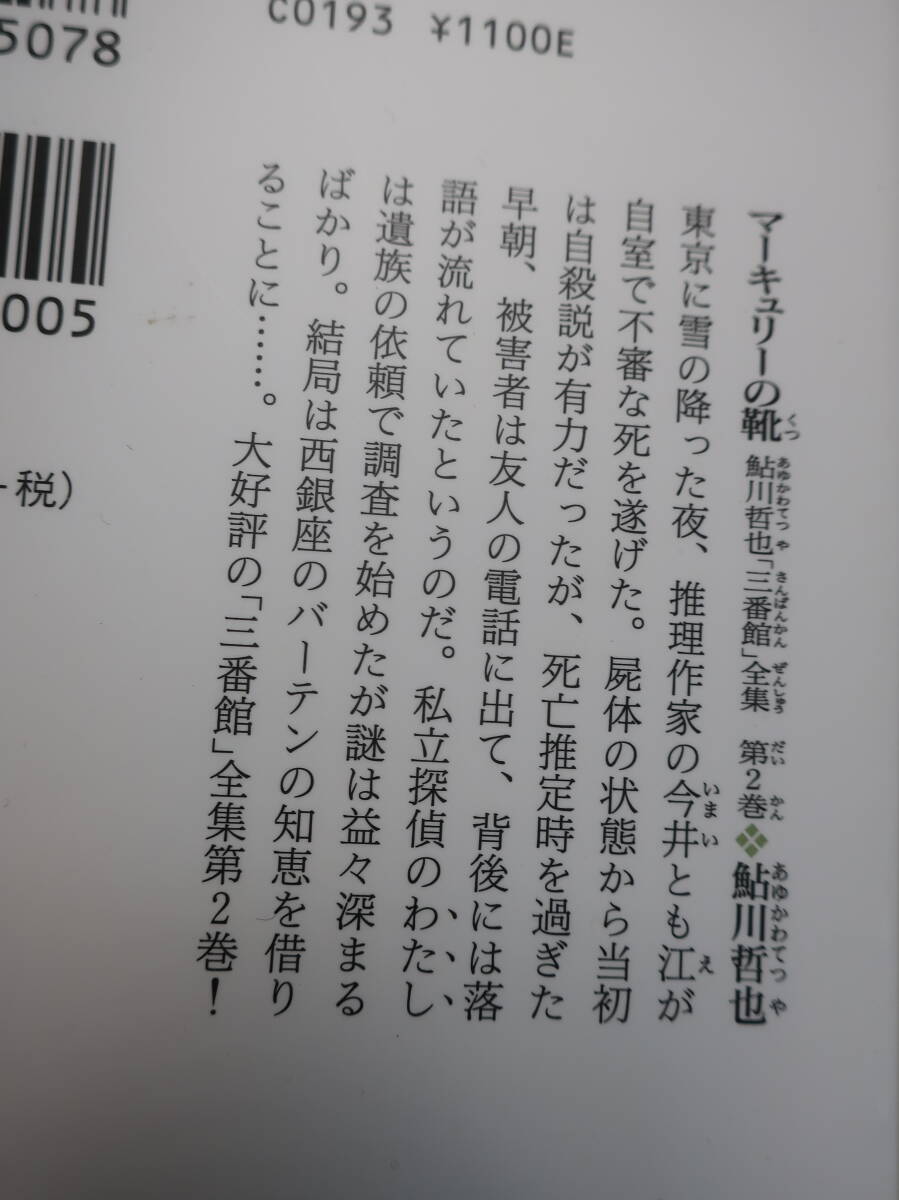 5078
C0193 ¥1100E
005
税)
マーキュリーの靴 鮎川哲也「三番館」全集 第2巻❖鮎川哲也
東京に雪の降った夜、推理作家の今井とも江が
自室で不審な死を遂げた。屍体の状態から当初
は自殺説が有力だったが、死亡推定時を過ぎた
早朝、被害者は友人の電話に出て、背後には落
語が流れていたというのだ。私立探偵のわたし
は遺族の依頼で調査を始めたが謎は益々深まる
ばかり。結局は西銀座のバーテンの知恵を借り
ることに……。大好評の「三番館」全集第2巻！